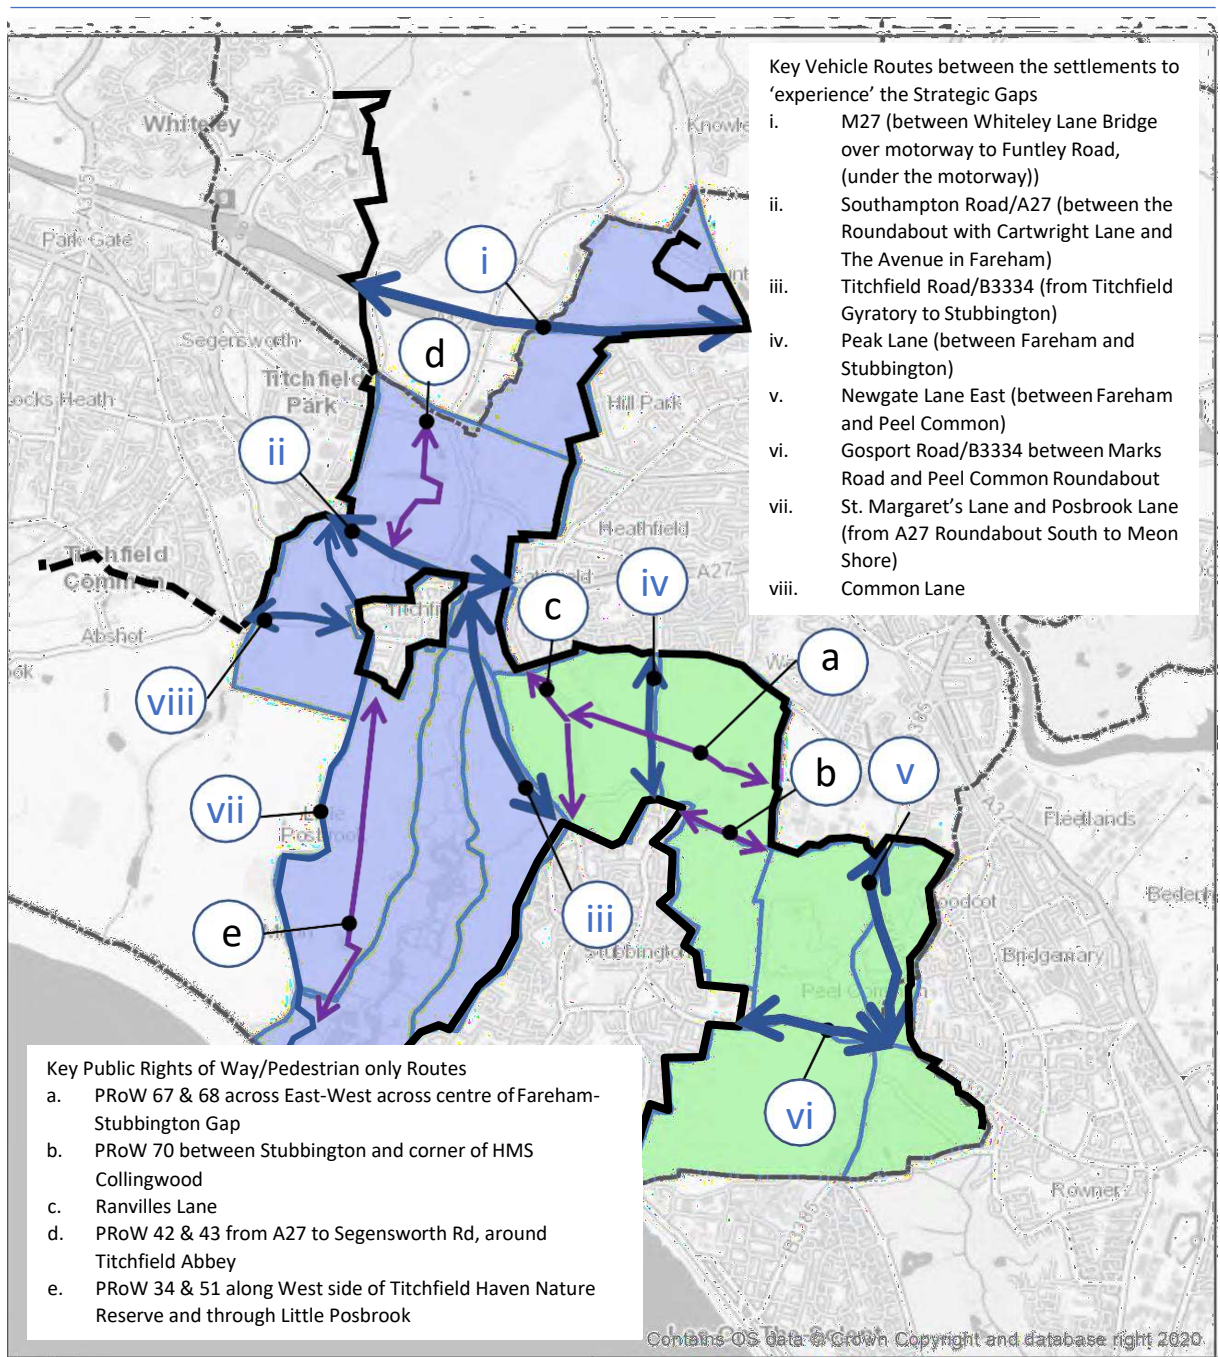 Key Vehicle Routes between the settlements to
‘experience’ the Strategic Gaps
i. M27 (between Whiteley Lane Bridge
over motorway to Funtley Road,
(under the motorway))
ii. Southampton Road/A27 (between the
Roundabout with Cartwright Lane and
The Avenue in Fareham)
iii. Titchfield Road/B3334 (from Titchfield
Gyratory to Stubbington)
iv. Peak Lane (between Fareham and
Stubbington)
v. Newgate Lane East (between Fareham
and Peel Common)
vi. Gosport Road/B3334 between Marks
Road and Peel Common Roundabout
vii. St. Margaret’s Lane and Posbrook Lane
(from A27 Roundabout South to Meon
Shore)
viii. Common Lane
Whiteley
Knowle
A3051
Park Gate
i
Segensworth
d
Titchfield
Park
Locks Heath
Hill Park
ii
Heathfield
Titchfield
Common
A27
iv
c
Titchfi
Abshot
a
viii
b
v
vii
Little
Posbrook
Fleetlands
e
iii
Woodcot
Stubbington
Bridgemary
Peel Common
vi
Rowner
B3385
Key Public Rights of Way/Pedestrian only Routes
a. PRoW 67 & 68 across East-West across centre of Fareham-
Stubbington Gap
b. PRoW 70 between Stubbington and corner of HMS
Collingwood
c. Ranvilles Lane
d. PRoW 42 & 43 from A27 to Segensworth Rd, around
Titchfield Abbey
e. PRoW 34 & 51 along West side of Titchfield Haven Nature
Reserve and through Little Posbrook
Contains OS data © Crown Copyright and database right 2020